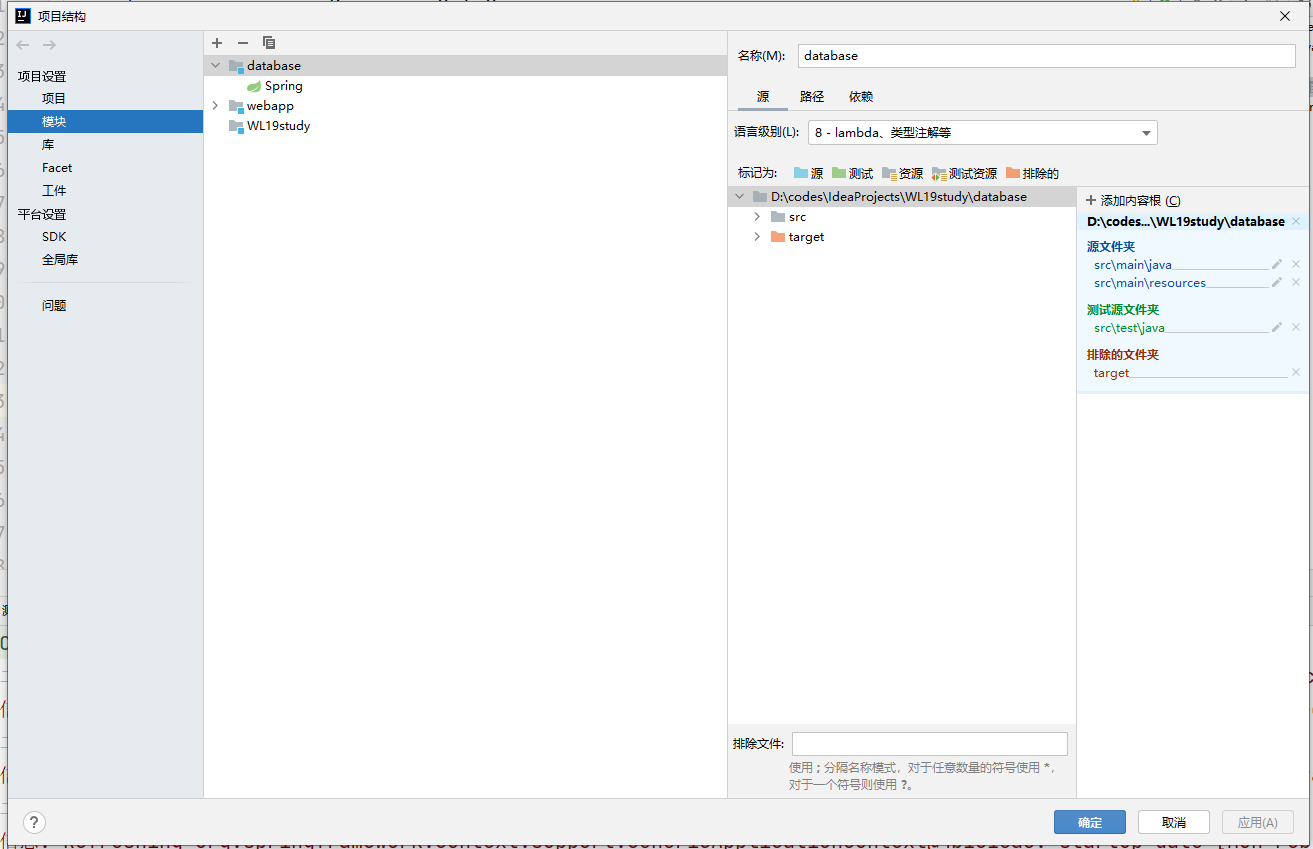 项目结构
项目设置
项目
模块
库
Facet
工件
平台设置
SDK
全局库
问题
database
Spring
webapp
WL19study
名称(M): database
源 路径 依赖
语言级别(L): 8 - lambda、类型注解等
标记为: 源 测试 资源 测试资源 排除的
D:\codes\IdeaProjects\WL19study\database
src
target
添加内容根 (C)
D:\codes...\WL19study\database
源文件夹
src\main\java
src\main\resources
测试源文件夹
src\test\java
排除的文件夹
target
排除文件:
使用 ; 分隔名称模式，对于任意数量的符号使用 *，
对于一个符号则使用 ?。
?
确定 取消 应用(A)